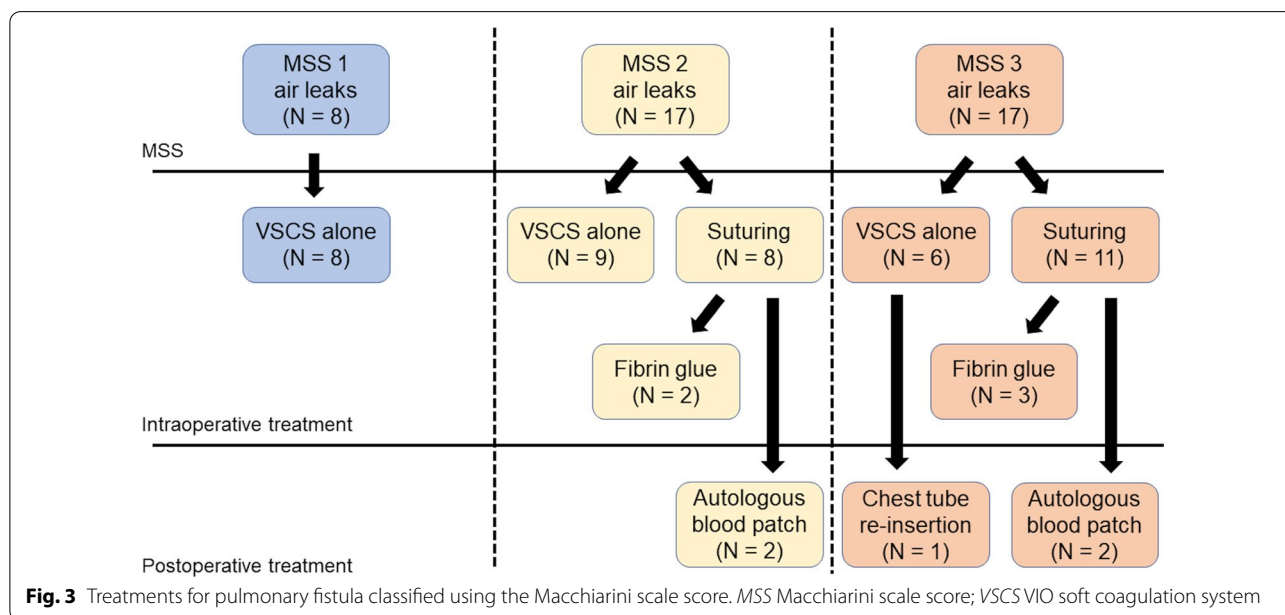 MSS 1
air leaks
(N = 8)
MSS 2
air leaks
(N = 17)
MSS 3
air leaks
(N = 17)
MSS
VSCS alone
(N = 8)
VSCS alone
(N = 9)
Suturing
(N = 8)
VSCS alone
(N = 6)
Suturing
(N = 11)
Fibrin glue
(N = 2)
Fibrin glue
(N = 3)
Intraoperative treatment
Autologous
blood patch
(N = 2)
Chest tube
re-insertion
(N = 1)
Autologous
blood patch
(N = 2)
Postoperative treatment
Fig. 3 Treatments for pulmonary fistula classified using the Macchiarini scale score. MSS Macchiarini scale score; VSCS VIO soft coagulation system